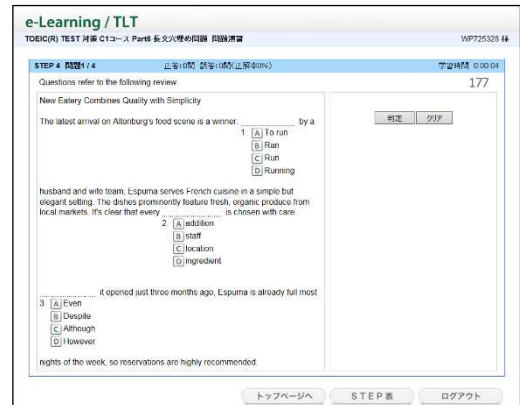 e-Learning / TLT
TOEIC(R) TEST 対策 C1コース Part6 長文穴埋め問題 問題演習
WP725328 様
STEP 4 問題1 / 4
正答:0問 誤答:0問(正解率0%)
学習時間 0:00:04
Questions refer to the following review.
177
New Eatery Combines Quality with Simplicity
判定 クリア
The latest arrival on Altonburg's food scene is a winner. by a
1 A To run
B Ran
C Run
D Running
husband and wife team, Espuma serves French cuisine in a simple but
elegant setting. The dishes prominently feature fresh, organic produce from
local markets. It's clear that every is chosen with care.
2 A addition
B staff
C location
D ingredient
it opened just three months ago, Espuma is already full most
3 A Even
B Despite
C Although
D However
nights of the week, so reservations are highly recommended.
トップページへ
STEP表
ログアウト